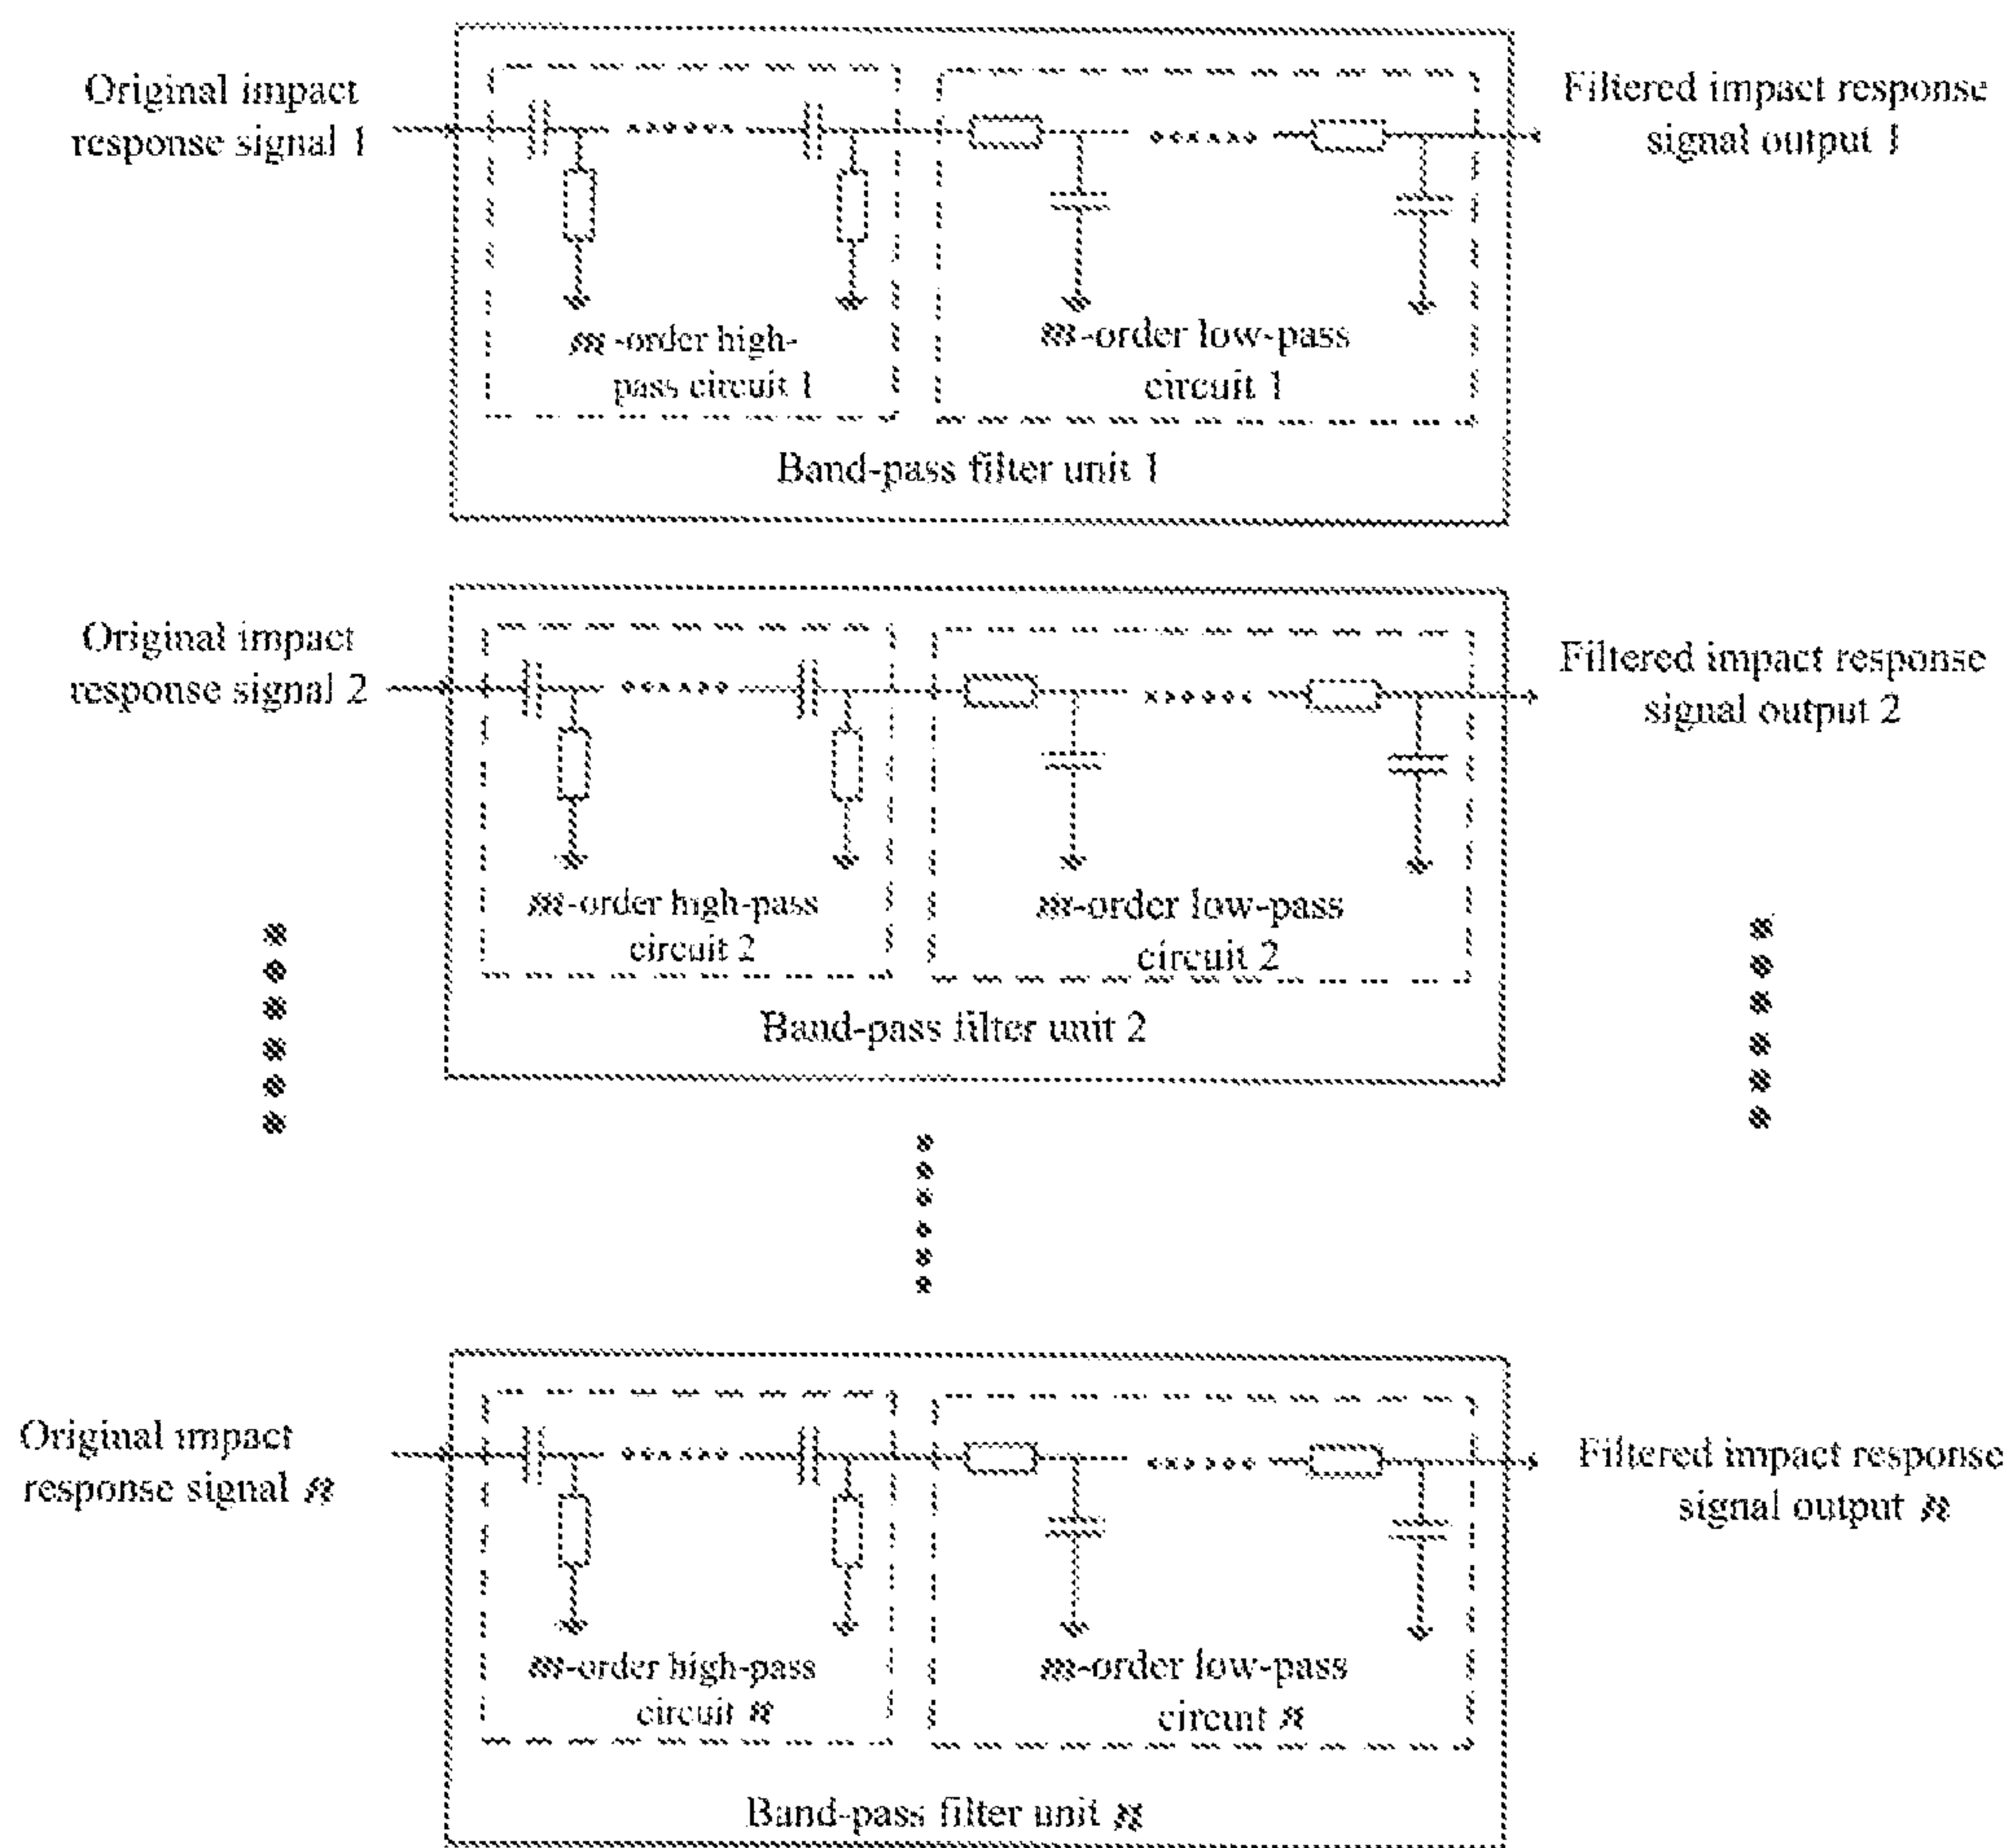 Original impact
response signal 1
Filtered impact response
signal output 1
m-order high-
pass circuit 1
m-order low-pass
circuit 1
Band-pass filter unit 1
Original impact
response signal 2
Filtered impact response
signal output 2
m-order high-pass
circuit 2
m-order low-pass
circuit 2
Band-pass filter unit 2
Original impact
response signal n
Filtered impact response
signal output n
m-order high-pass
circuit n
m-order low-pass
circuit n
Band-pass filter unit n